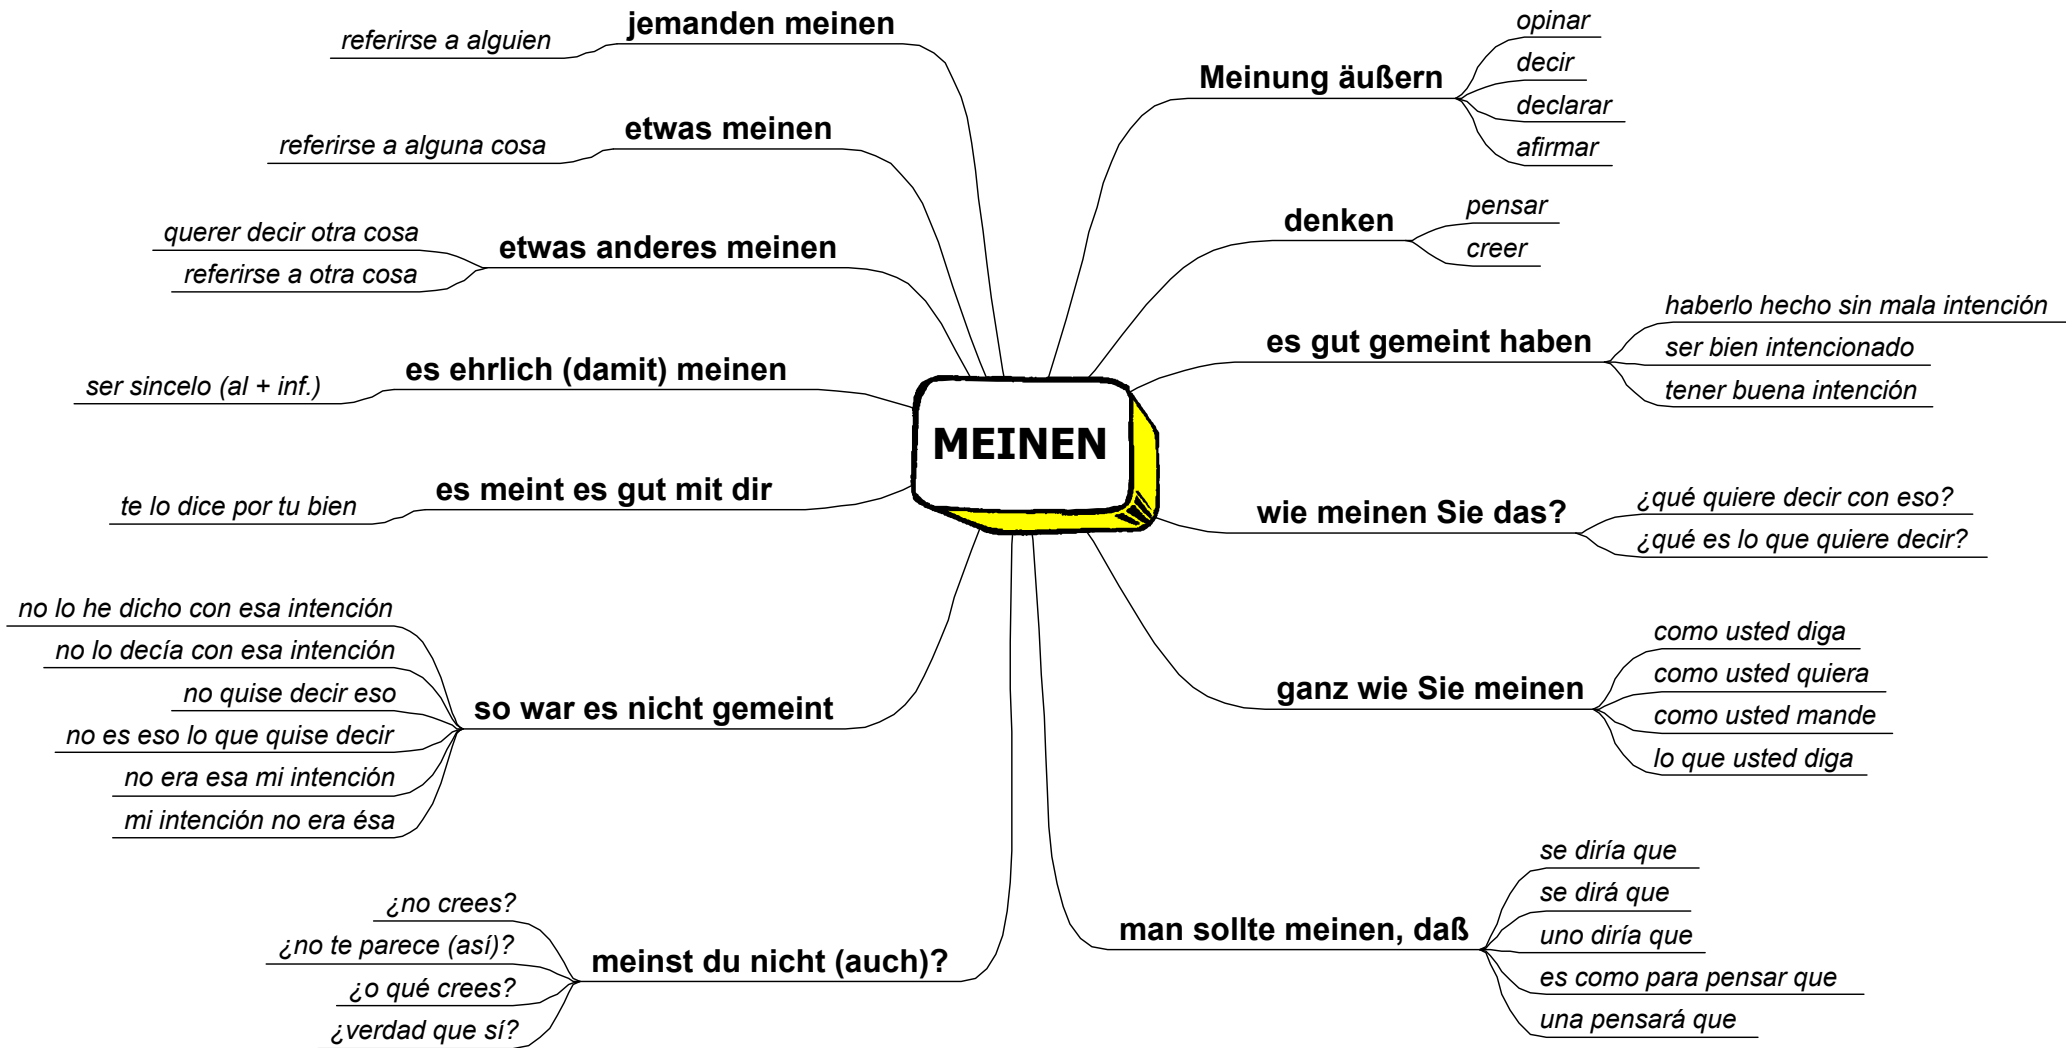 MEINEN
Meinung äußern
opinar
decir
declarar
afirmar
denken
pensar
creer
es gut gemeint haben
haberlo hecho sin mala intención
ser bien intencionado
tener buena intención
wie meinen Sie das?
¿qué quiere decir con eso?
¿qué es lo que quiere decir?
ganz wie Sie meinen
como usted diga
como usted quiera
como usted mande
lo que usted diga
man sollte meinen, daß
se diría que
se dirá que
uno diría que
es como para pensar que
una pensará que
jemanden meinen
referirse a alguien
etwas meinen
referirse a alguna cosa
etwas anderes meinen
querer decir otra cosa
referirse a otra cosa
es ehrlich (damit) meinen
ser sincelo (al + inf.)
es meint es gut mit dir
te lo dice por tu bien
so war es nicht gemeint
no lo he dicho con esa intención
no lo decía con esa intención
no quise decir eso
no es eso lo que quise decir
no era esa mi intención
mi intención no era ésa
meinst du nicht (auch)?
¿no crees?
¿no te parece (así)?
¿o qué crees?
¿verdad que sí?